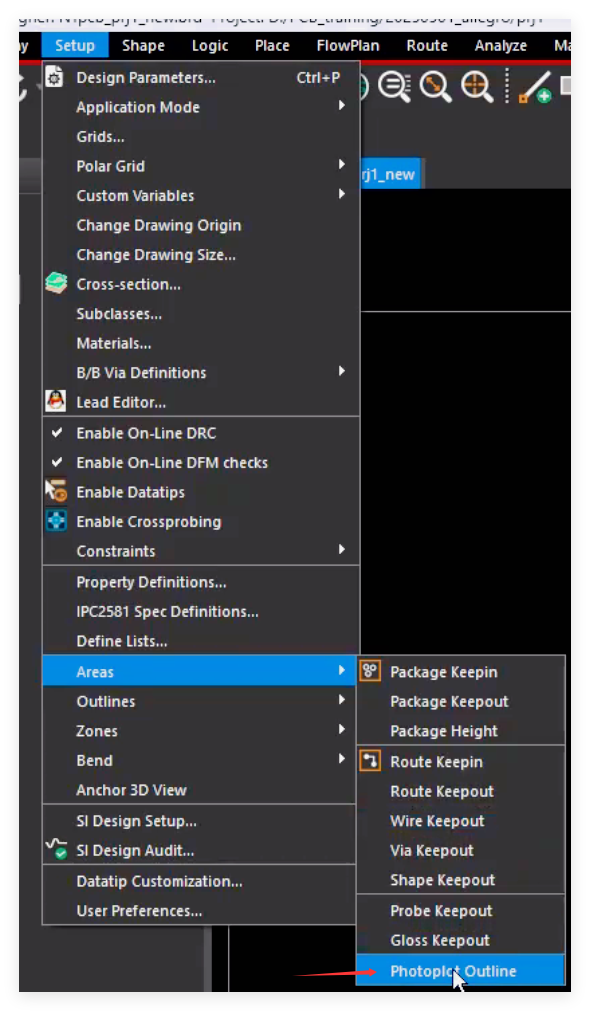 Setup Shape Logic Place FlowPlan Route Analyze
Design Parameters... Ctrl+P
Application Mode
Grids...
Polar Grid
rj1_new
Custom Variables
Change Drawing Origin
Change Drawing Size...
Cross-section...
Subclasses...
Materials...
B/B Via Definitions
Lead Editor...
Enable On-Line DRC
Enable On-Line DFM checks
Enable Datatips
Enable Crossprobing
Constraints
Property Definitions...
IPC2581 Spec Definitions...
Define Lists...
Areas
Outlines
Zones
Bend
Anchor 3D View
SI Design Setup...
SI Design Audit...
Datatip Customization...
User Preferences...
Package Keepin
Package Keepout
Package Height
Route Keepin
Route Keepout
Wire Keepout
Via Keepout
Shape Keepout
Probe Keepout
Gloss Keepout
Photoplot Outline